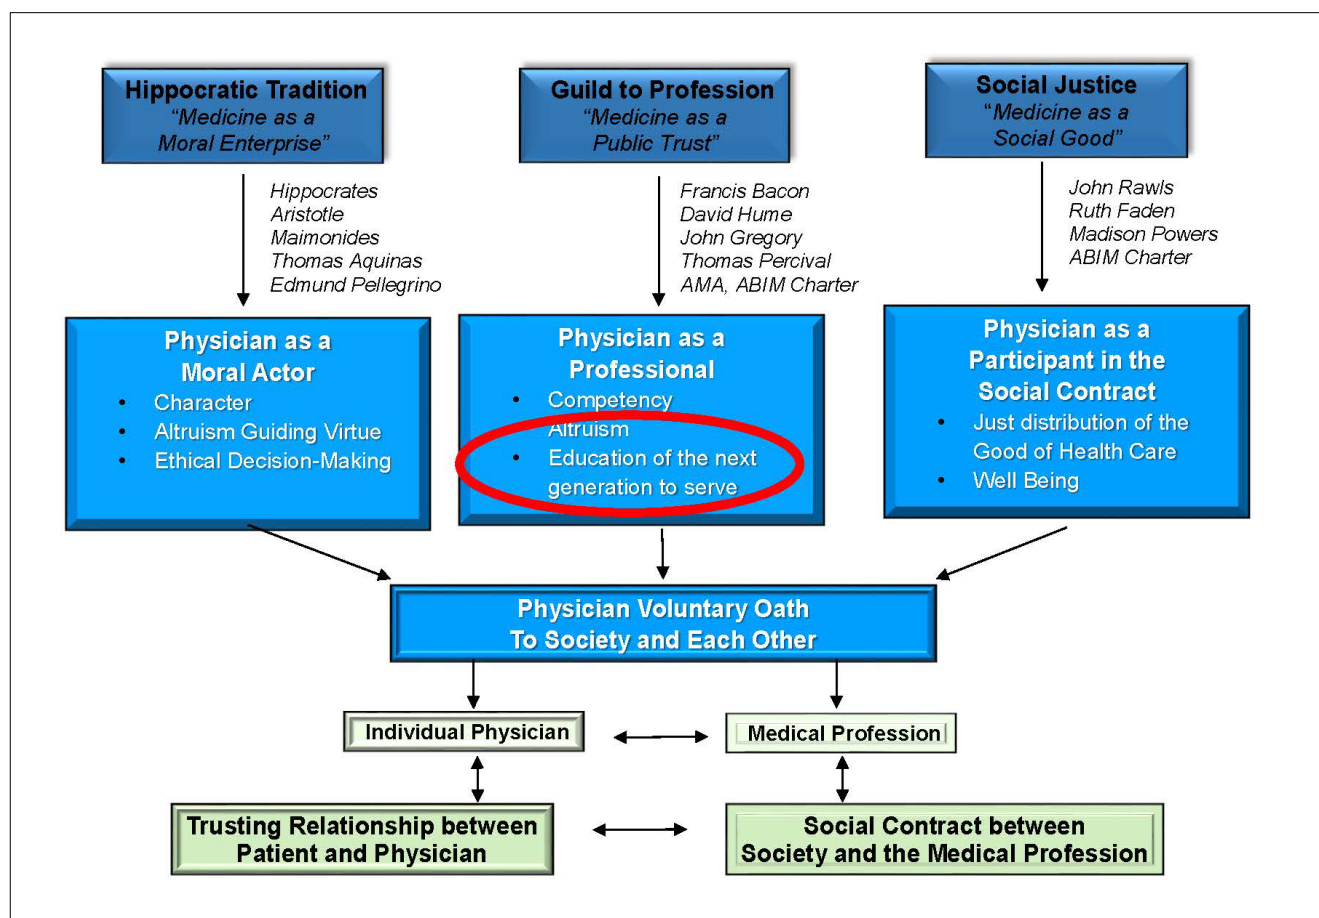 Hippocratic Tradition
“Medicine as a
Moral Enterprise”
Guild to Profession
“Medicine as a
Public Trust”
Social Justice
“Medicine as a
Social Good”
Hippocrates
Aristotle
Maimonides
Thomas Aquinas
Edmund Pellegrino
Francis Bacon
David Hume
John Gregory
Thomas Percival
AMA, ABIM Charter
John Rawls
Ruth Faden
Madison Powers
ABIM Charter
Physician as a
Moral Actor
• Character
• Altruism Guiding Virtue
• Ethical Decision-Making
Physician as a
Professional
• Competency
Altruism
• Education of the next
generation to serve
Physician as a
Participant in the
Social Contract
• Just distribution of the
Good of Health Care
• Well Being
Physician Voluntary Oath
To Society and Each Other
Individual Physician
Medical Profession
Trusting Relationship between
Patient and Physician
Social Contract between
Society and the Medical Profession